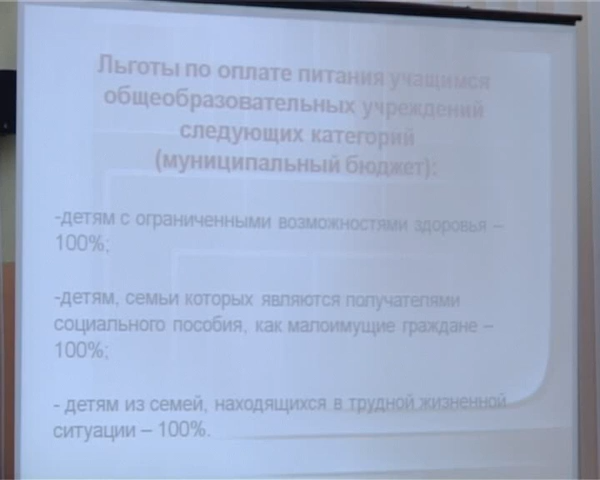 Льготы по оплате питания учащимся
общеобразовательных учреждений
следующих категорий
(муниципальный бюджет):
-детям с ограниченными возможностями здоровья –
100%;
-детям, семьи которых являются получателями
социального пособия, как малоимущие граждане –
100%;
- детям из семей, находящихся в трудной жизненной
ситуации – 100%.